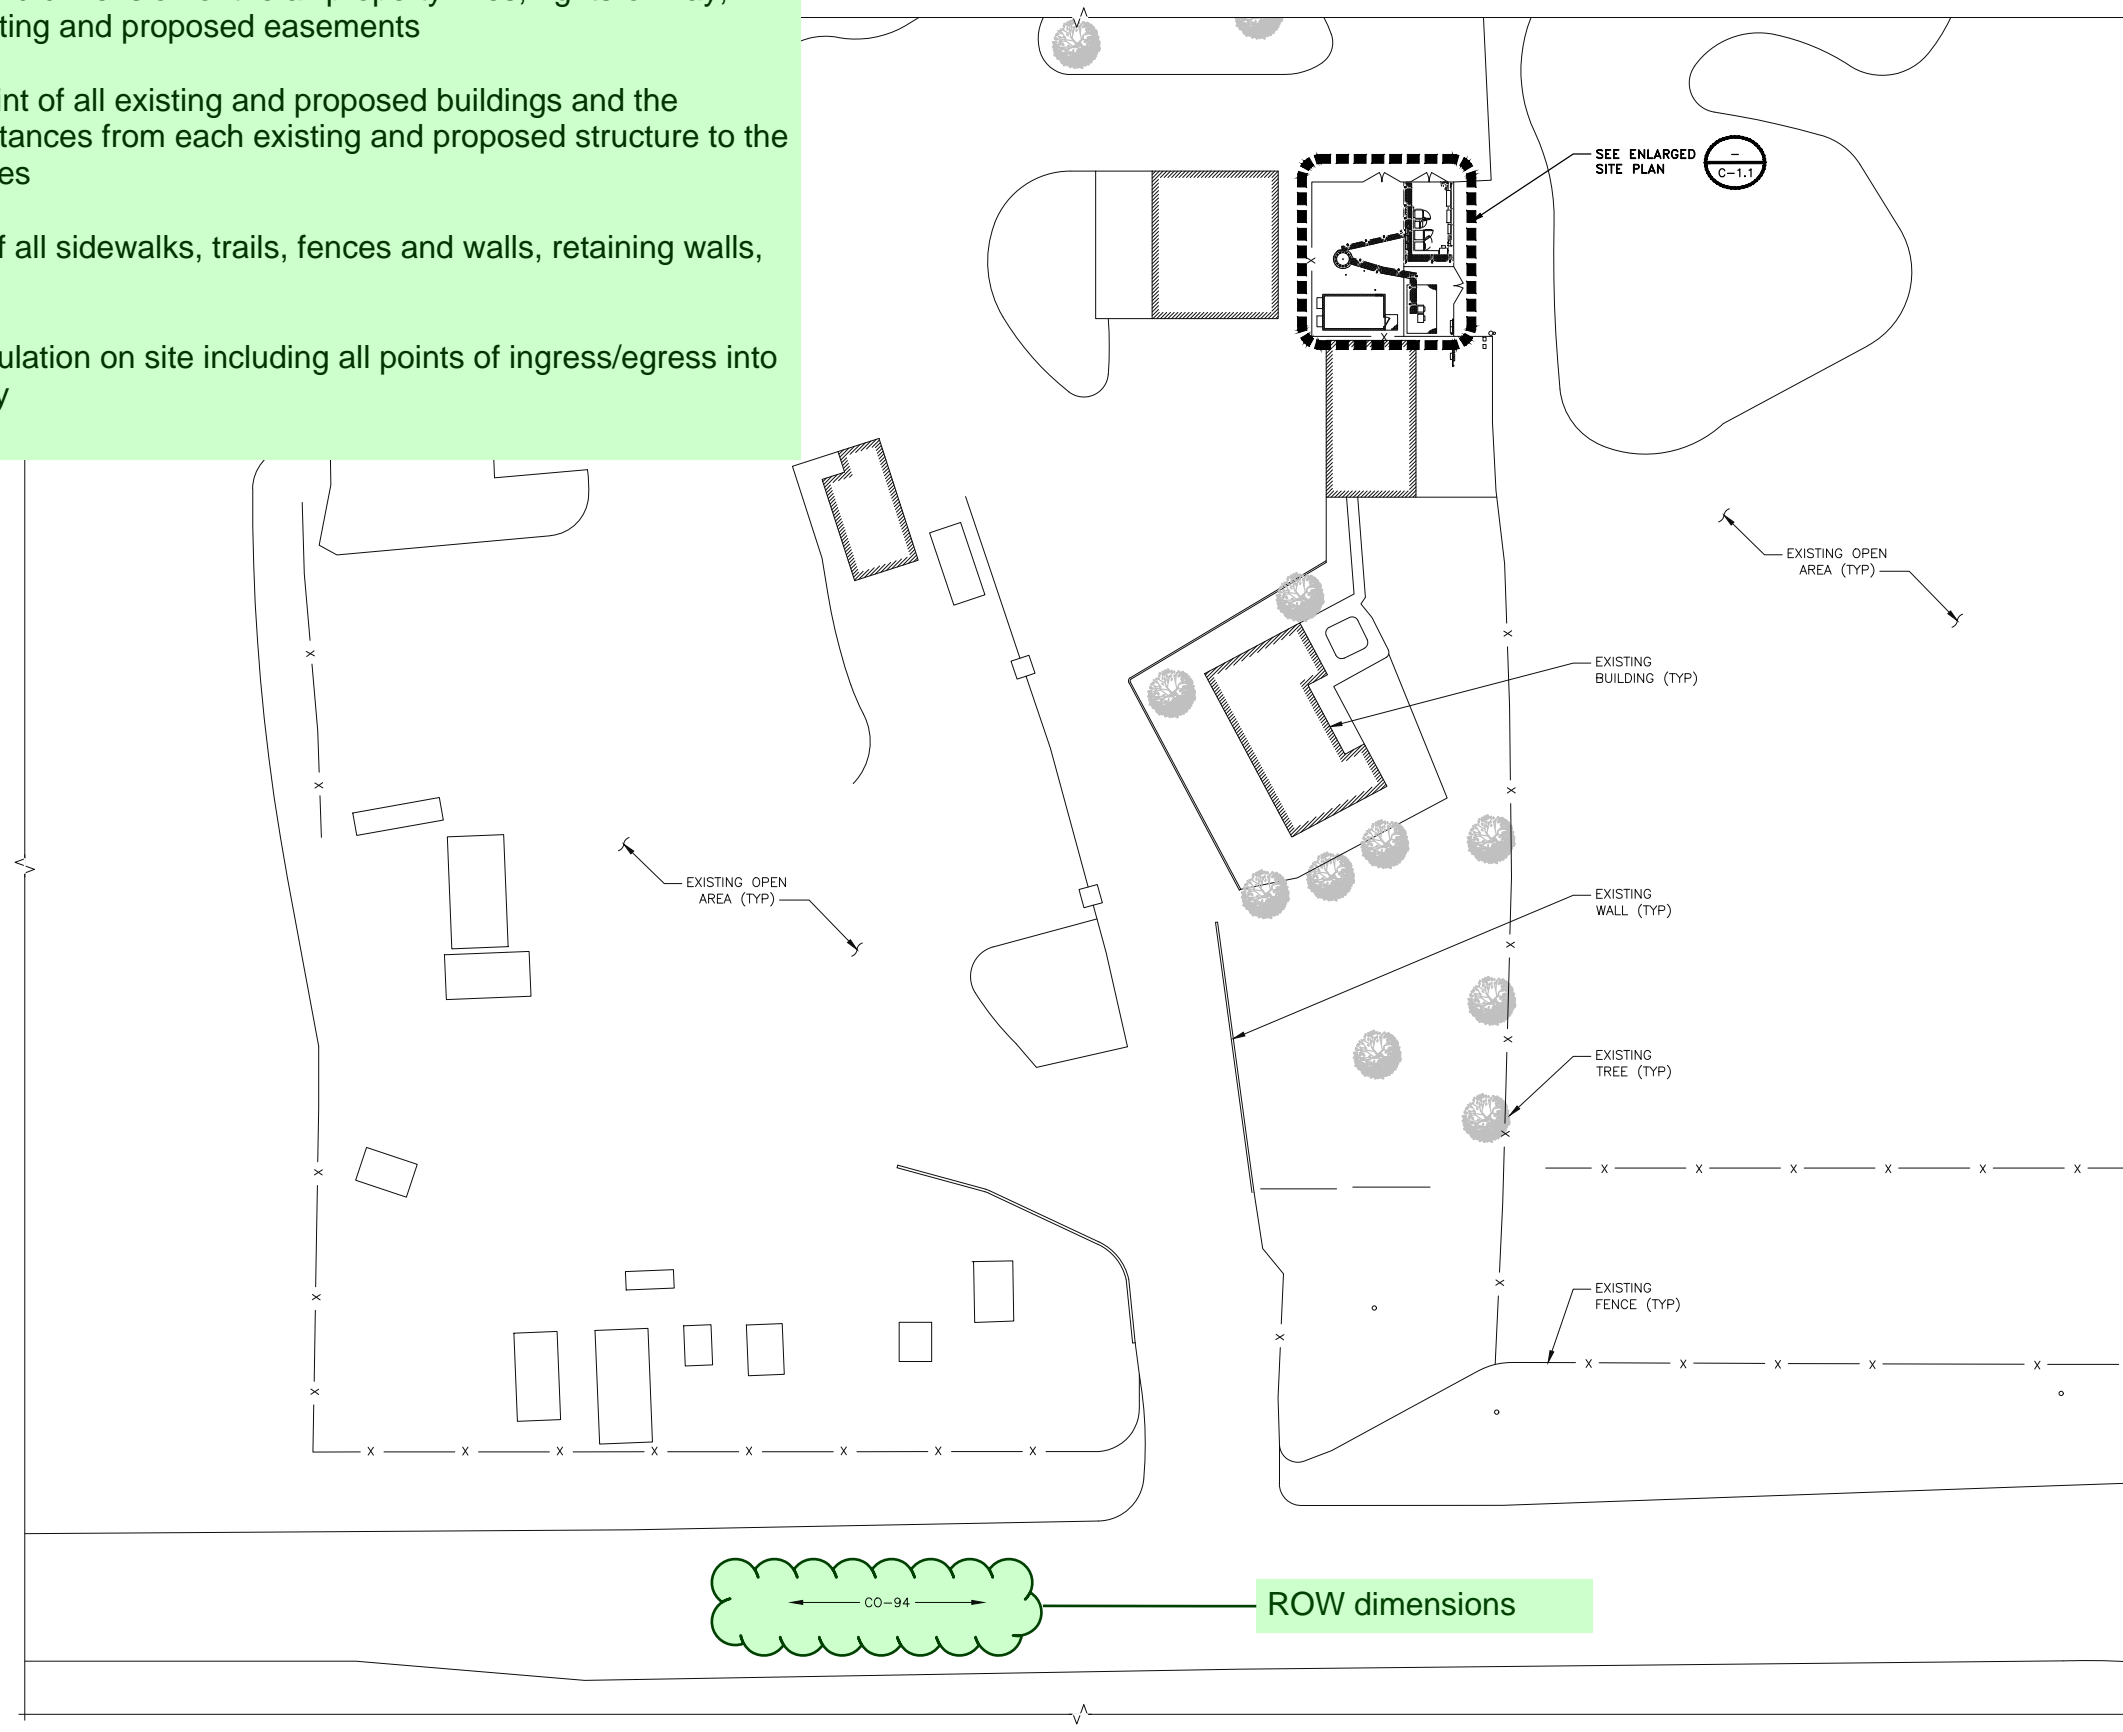 ting and proposed easements
int of all existing and proposed buildings and the
tances from each existing and proposed structure to the
es
f all sidewalks, trails, fences and walls, retaining walls,
ulation on site including all points of ingress/egress into
y
SEE ENLARGED
SITE PLAN
–
C-1.1
EXISTING OPEN
AREA (TYP)
EXISTING
BUILDING (TYP)
EXISTING OPEN
AREA (TYP)
EXISTING
WALL (TYP)
EXISTING
TREE (TYP)
EXISTING
FENCE (TYP)
CO-94
ROW dimensions